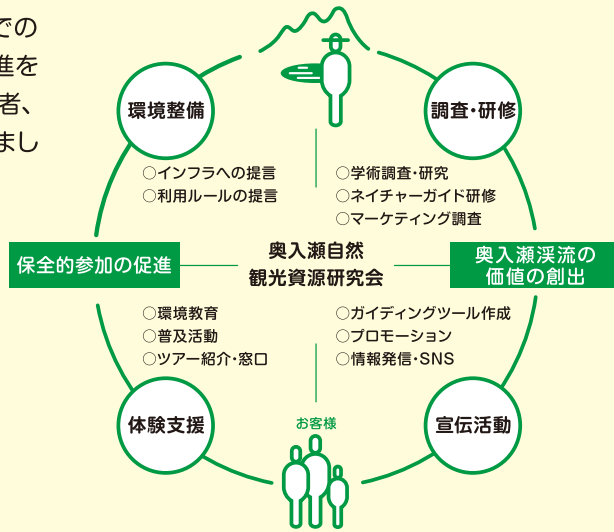 での
進を
者、
まし
環境整備
調査・研修
○インフラへの提言
○利用ルールの提言
○学術調査・研究
○ネイチャーガイド研修
○マーケティング調査
保全的参加の促進
奥入瀬自然
観光資源研究会
奥入瀬渓流の
価値の創出
○環境教育
○普及活動
○ツアー紹介・窓口
○ガイディングツール作成
○プロモーション
○情報発信・SNS
体験支援
お客様
宣伝活動